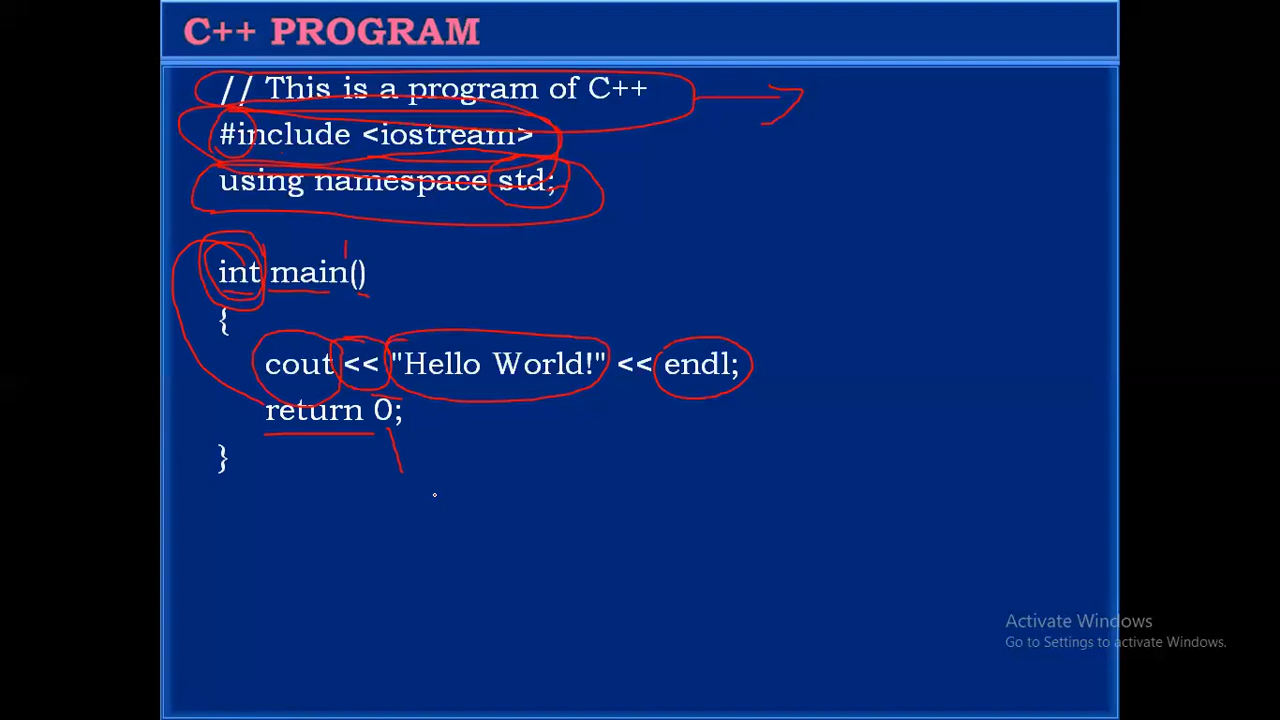 C++ PROGRAM
// This is a program of C++
#include <iostream>
using namespace std;
int main()
{
cout << "Hello World!" << endl;
return 0;
}
Activate Windows
Go to Settings to activate Windows.